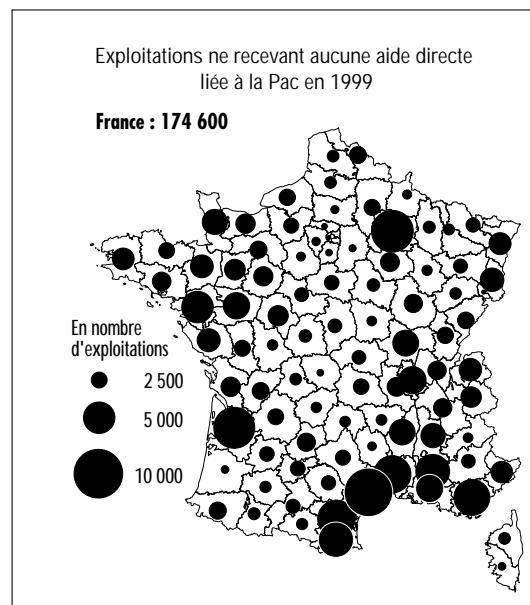 Exploitations ne recevant aucune aide directe
liée à la Pac en 1999
France : 174 600
En nombre
d'exploitations
2 500
5 000
10 000